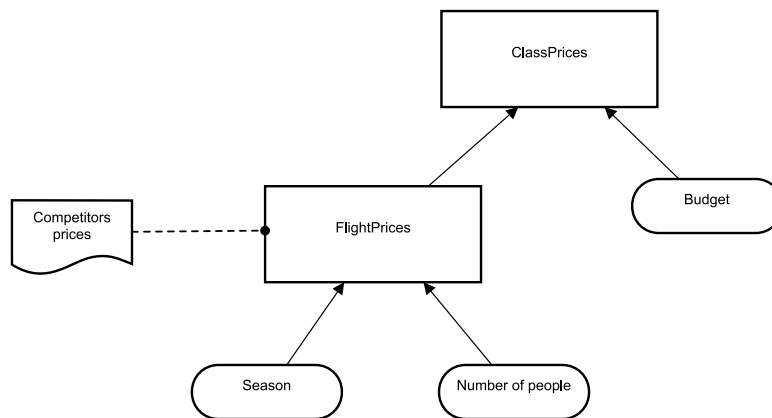 ClassPrices
Budget
Competitors
prices
FlightPrices
Season
Number of people